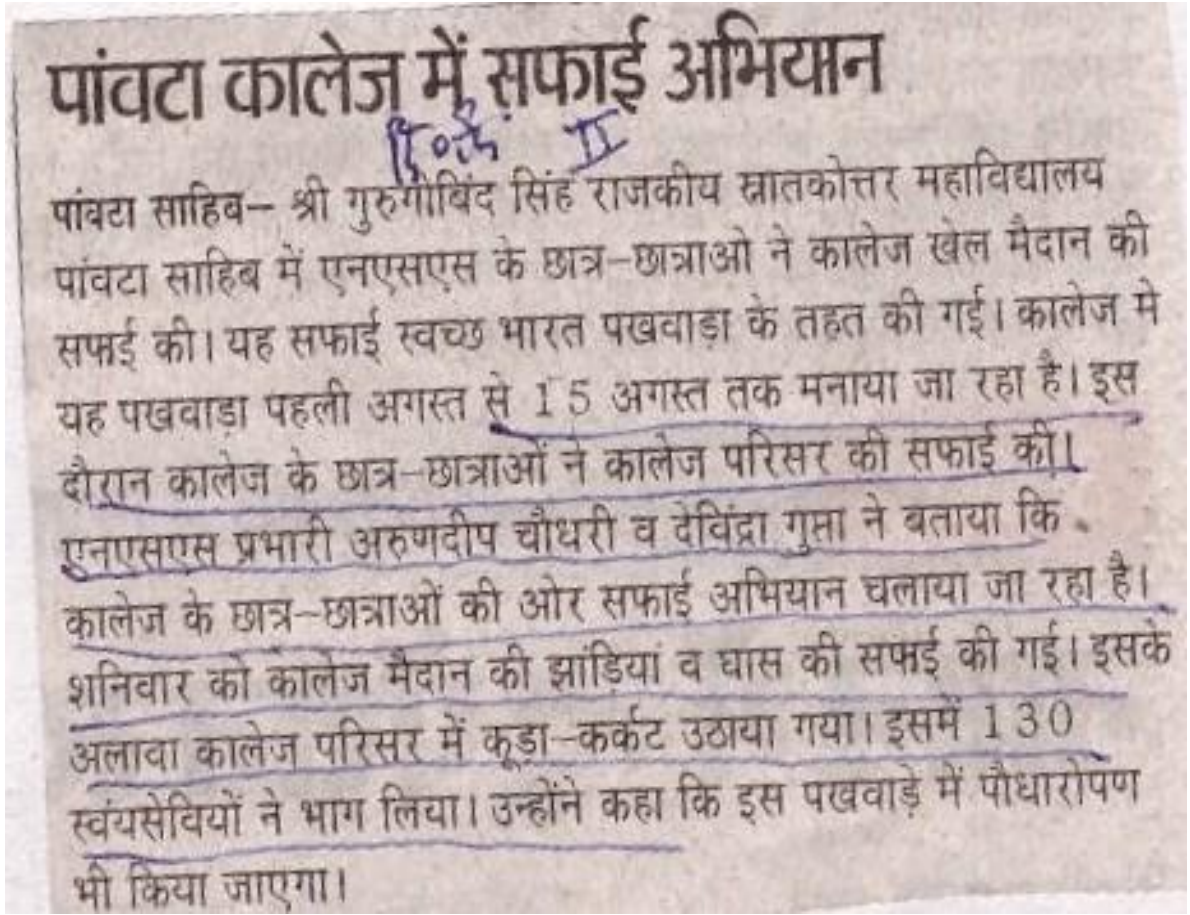 पांवटा कालेज में सफाई अभियान
II
पांवटा साहिब– श्री गुरुगोबिंद सिंह राजकीय स्नातकोत्तर महाविद्यालय
पांवटा साहिब में एनएसएस के छात्र–छात्राओ ने कालेज खेल मैदान की
सफाई की। यह सफाई स्वच्छ भारत पखवाड़ा के तहत की गई। कालेज मे
यह पखवाड़ा पहली अगस्त से 15 अगस्त तक मनाया जा रहा है। इस
दौरान कालेज के छात्र–छात्राओं ने कालेज परिसर की सफाई की।
एनएसएस प्रभारी अरुणदीप चौधरी व देविंद्रा गुप्ता ने बताया कि
कालेज के छात्र–छात्राओं की ओर सफाई अभियान चलाया जा रहा है।
शनिवार को कालेज मैदान की झांड़ियां व घास की सफाई की गई। इसके
अलावा कालेज परिसर में कूड़ा–कर्कट उठाया गया। इसमें 130
स्वंयसेवियों ने भाग लिया। उन्होंने कहा कि इस पखवाड़े में पौधारोपण
भी किया जाएगा।